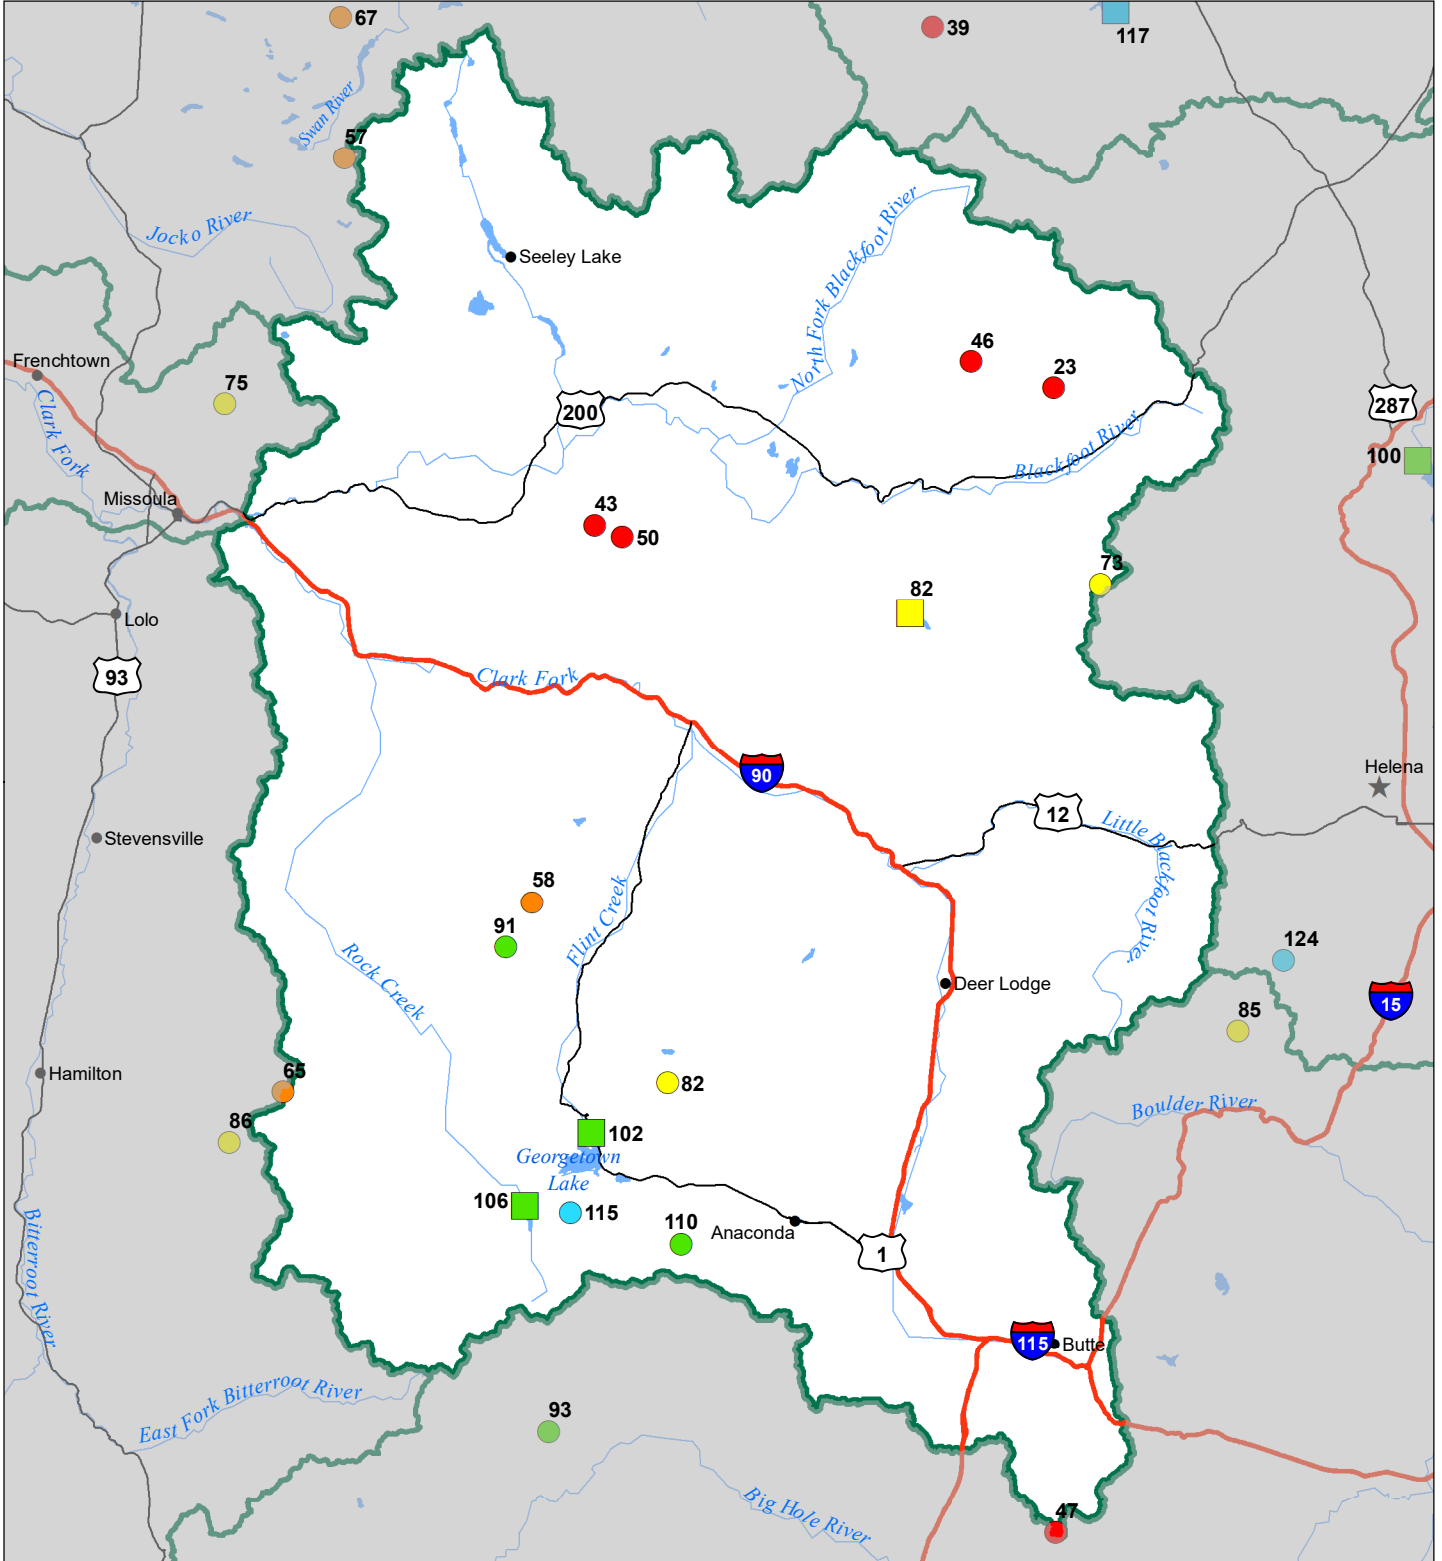 67
39
117
Swan River
57
Jocko River
North Fork Blackfoot River
Seeley Lake
46
23
Frenchtown
75
Clark Fork
200
287
Blackfoot River
100
Missoula
43
50
73
82
Lolo
93
Clark Fork
90
Helena
12
Little Blackfoot River
Stevensville
58
91
Flint Creek
124
Rock Creek
Deer Lodge
15
85
Hamilton
65
82
86
102
Boulder River
Georgetown
Lake
106
115
110
Anaconda
1
Bitterroot River
115
Butte
East Fork Bitterroot River
93
Big Hole River
47